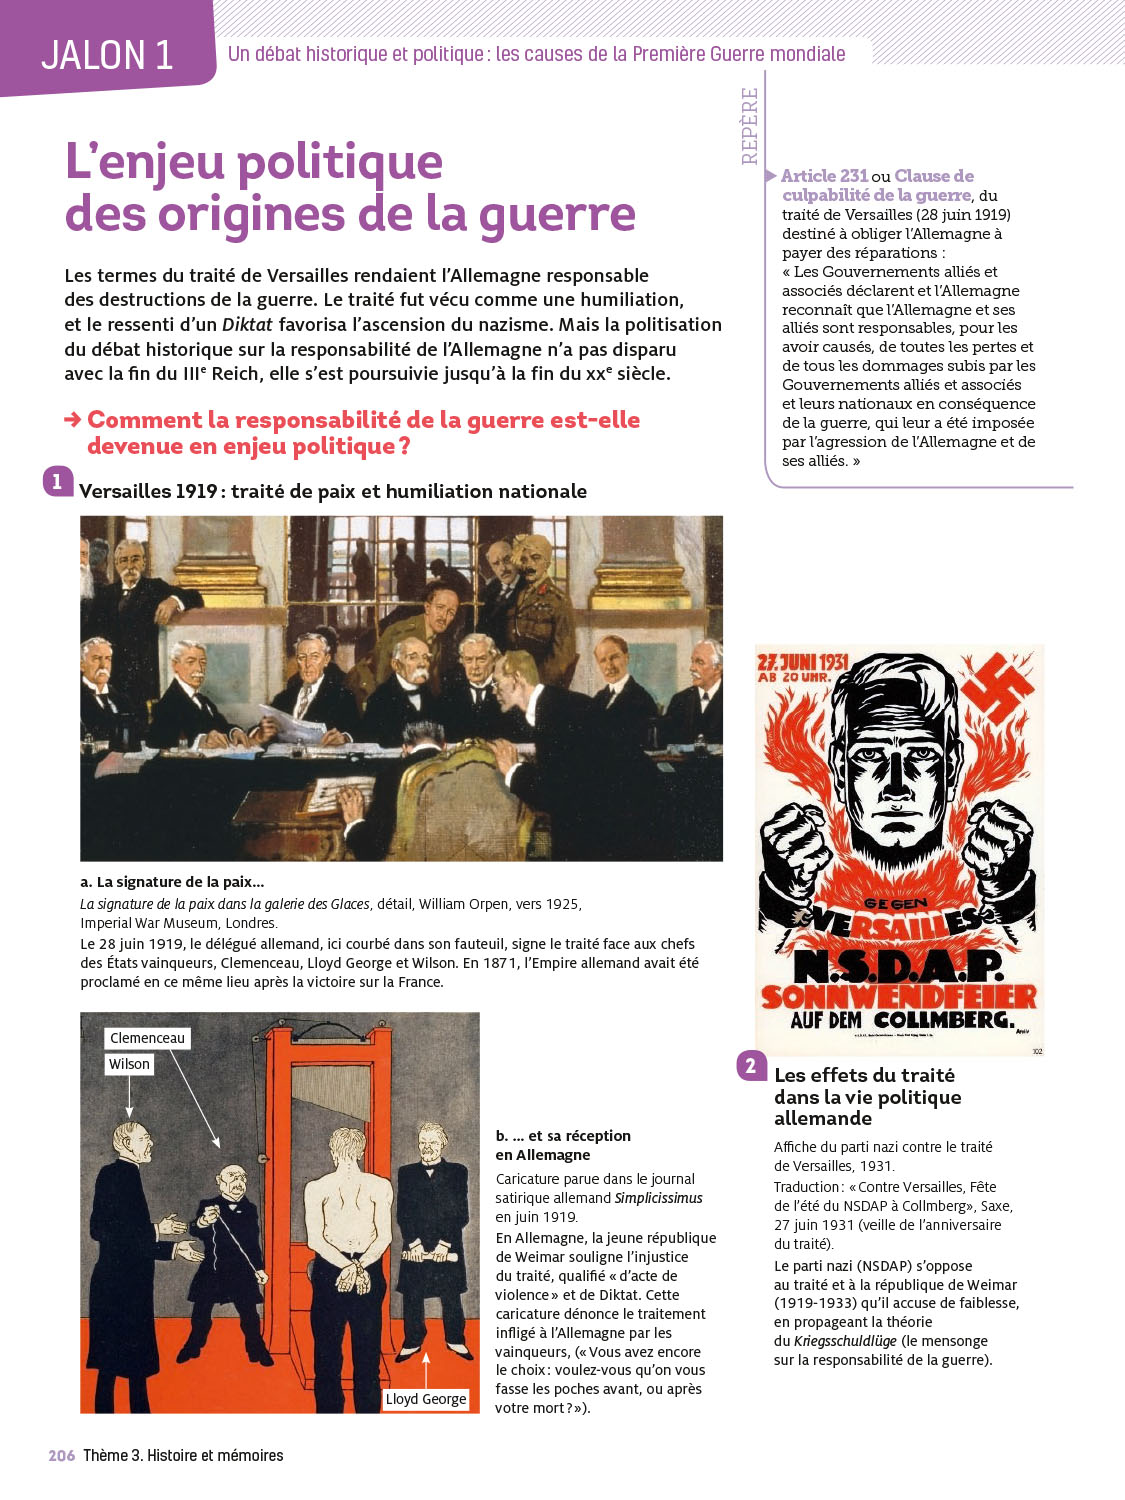 JALON 1
Un débat historique et politique : les causes de la Première Guerre mondiale
L'enjeu politique
des origines de la guerre
Les termes du traité de Versailles rendaient l'Allemagne responsable
des destructions de la guerre. Le traité fut vécu comme une humiliation,
et le ressenti d'un Diktat favorisa l'ascension du nazisme. Mais la politisation
du débat historique sur la responsabilité de l'Allemagne n'a pas disparu
avec la fin du IIIe Reich, elle s'est poursuivie jusqu'à la fin du XXe siècle.
→ Comment la responsabilité de la guerre est-elle
devenue en enjeu politique ?
REPÈRE
Article 231 ou Clause de
culpabilité de la guerre, du
traité de Versailles (28 juin 1919)
destiné à obliger l'Allemagne à
payer des réparations :
« Les Gouvernements alliés et
associés déclarent et l'Allemagne
reconnaît que l'Allemagne et ses
alliés sont responsables, pour les
avoir causés, de toutes les pertes et
de tous les dommages subis par les
Gouvernements alliés et associés
et leurs nationaux en conséquence
de la guerre, qui leur a été imposée
par l'agression de l'Allemagne et de
ses alliés. »
1
Versailles 1919 : traité de paix et humiliation nationale
a. La signature de la paix...
La signature de la paix dans la galerie des Glaces, détail, William Orpen, vers 1925,
Imperial War Museum, Londres.
Le 28 juin 1919, le délégué allemand, ici courbé dans son fauteuil, signe le traité face aux chefs
des États vainqueurs, Clemenceau, Lloyd George et Wilson. En 1871, l'Empire allemand avait été
proclamé en ce même lieu après la victoire sur la France.
Clemenceau
Wilson
Lloyd George
b. ... et sa réception
en Allemagne
Caricature parue dans le journal
satirique allemand Simplicissimus
en juin 1919.
En Allemagne, la jeune république
de Weimar souligne l'injustice
du traité, qualifié « d'acte de
violence » et de Diktat. Cette
caricature dénonce le traitement
infligé à l'Allemagne par les
vainqueurs, (« Vous avez encore
le choix : voulez-vous qu'on vous
fasse les poches avant, ou après
votre mort ? »).
27. JUNI 1931
AB 20 UHR.
GEGEN
VERSAILLES
N.S.D.A.P.
SONNWENDFEIER
AUF DEM COLLMBERG.
102
2
Les effets du traité
dans la vie politique
allemande
Affiche du parti nazi contre le traité
de Versailles, 1931.
Traduction : « Contre Versailles, Fête
de l'été du NSDAP à Collmberg», Saxe,
27 juin 1931 (veille de l'anniversaire
du traité).
Le parti nazi (NSDAP) s'oppose
au traité et à la république de Weimar
(1919-1933) qu'il accuse de faiblesse,
en propageant la théorie
du Kriegsschuldlüge (le mensonge
sur la responsabilité de la guerre).
206 Thème 3. Histoire et mémoires